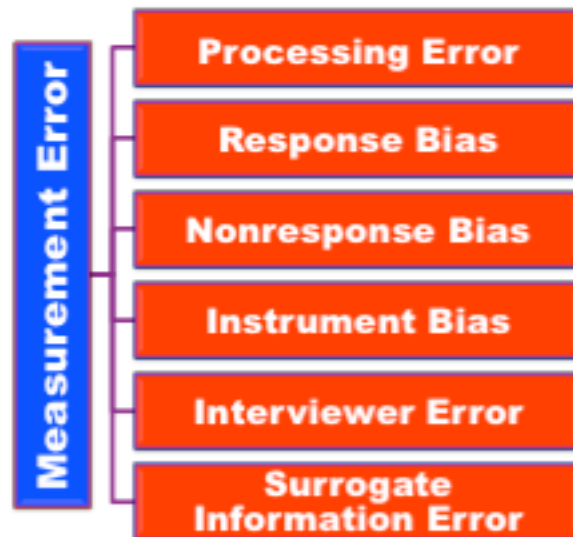 Measurement Error
Processing Error
Response Bias
Nonresponse Bias
Instrument Bias
Interviewer Error
Surrogate
Information Error